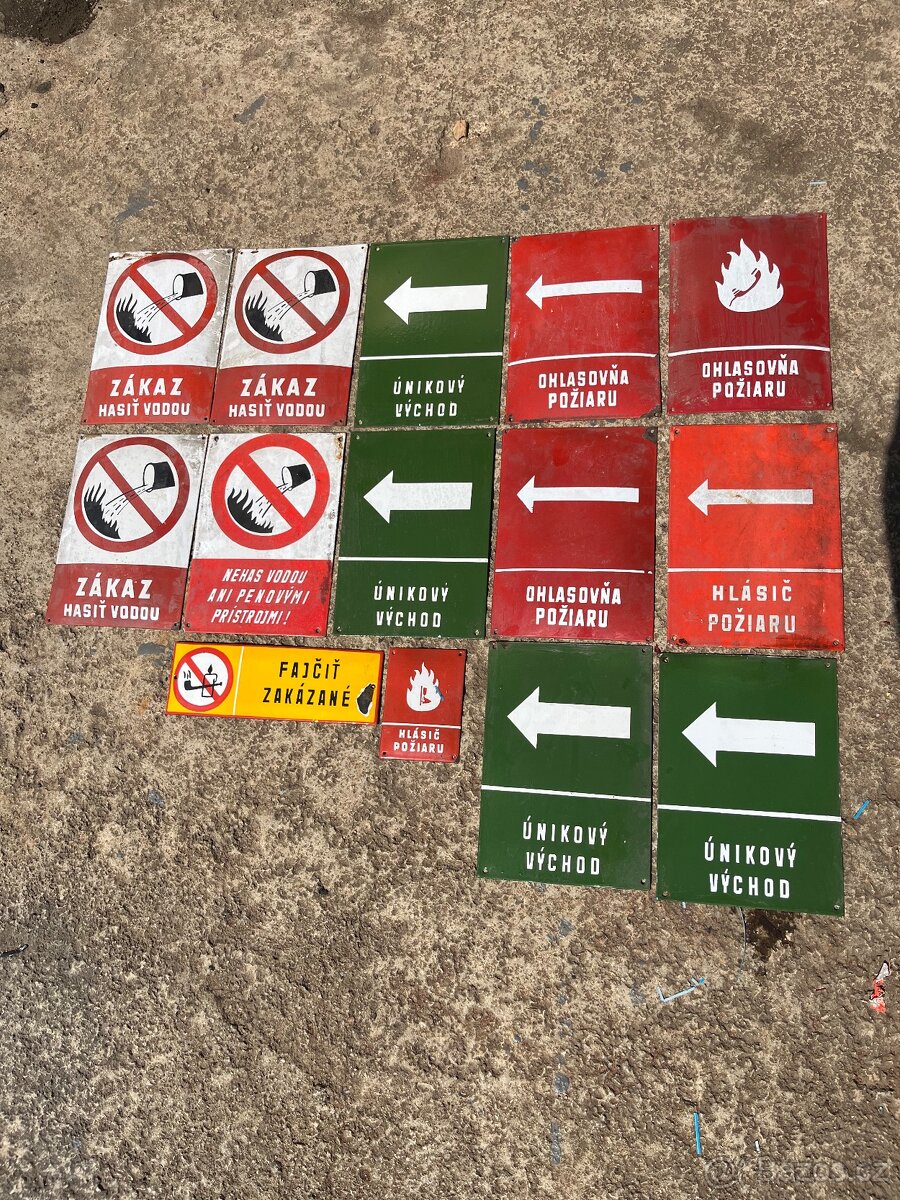 ZÁKAZ
HASIŤ VODOU
ZÁKAZ
HASIŤ VODOU
ÚNIKOVÝ
VÝCHOD
OHLASOVŇA
POŽIARU
OHLASOVŇA
POŽIARU
ZÁKAZ
HASIŤ VODOU
NEHAS VODOU
ANI PENOVÝMI
PRÍSTROJMI!
ÚNIKOVÝ
VÝCHOD
OHLASOVŇA
POŽIARU
HLÁSIČ
POŽIARU
FAJČIŤ
ZAKÁZANÉ
HLÁSIČ
POŽIARU
ÚNIKOVÝ
VÝCHOD
ÚNIKOVÝ
VÝCHOD